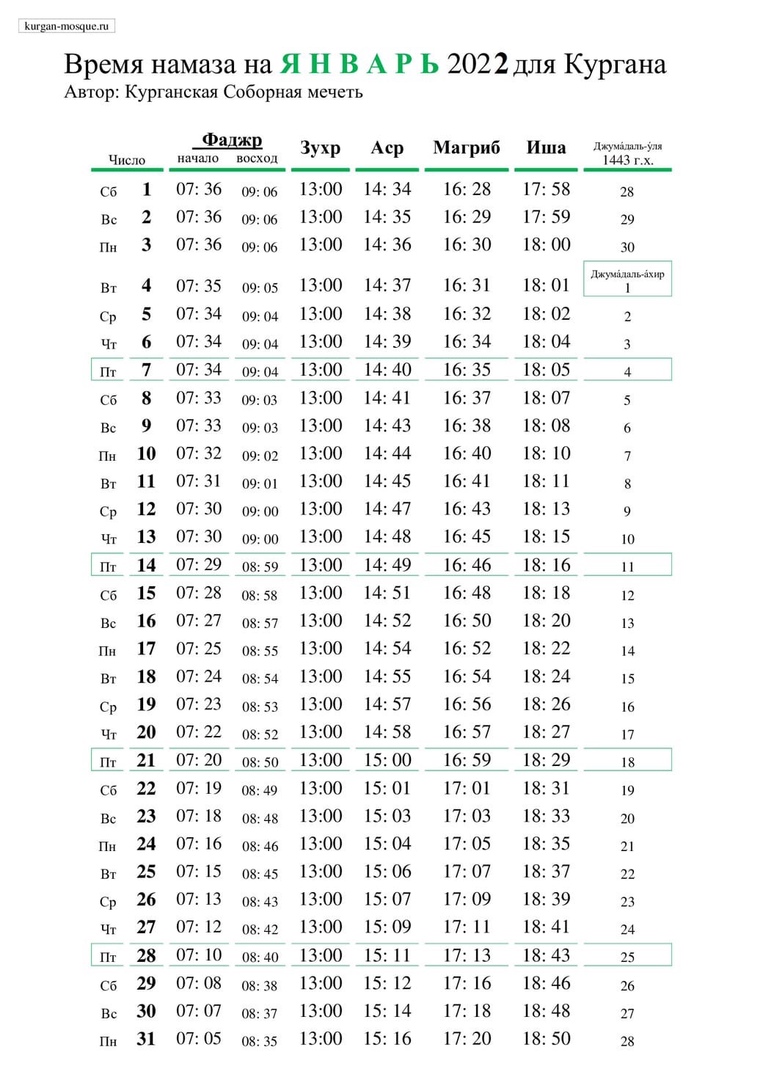 kurgan-mosque.ru
Время намаза на ЯНВАРЬ 2022 для Кургана
Автор: Курганская Соборная мечеть
Число Фаджр начало восход Зухр Аср Магриб Иша Джумáдаль-ýля 1443 г.х.
Сб 1 07: 36 09: 06 13:00 14: 34 16: 28 17: 58 28
Вс 2 07: 36 09: 06 13:00 14: 35 16: 29 17: 59 29
Пн 3 07: 36 09: 06 13:00 14: 36 16: 30 18: 00 30
Джумáдаль-áхир
Вт 4 07: 35 09: 05 13:00 14: 37 16: 31 18: 01 1
Ср 5 07: 34 09: 04 13:00 14: 38 16: 32 18: 02 2
Чт 6 07: 34 09: 04 13:00 14: 39 16: 34 18: 04 3
Пт 7 07: 34 09: 04 13:00 14: 40 16: 35 18: 05 4
Сб 8 07: 33 09: 03 13:00 14: 41 16: 37 18: 07 5
Вс 9 07: 33 09: 03 13:00 14: 43 16: 38 18: 08 6
Пн 10 07: 32 09: 02 13:00 14: 44 16: 40 18: 10 7
Вт 11 07: 31 09: 01 13:00 14: 45 16: 41 18: 11 8
Ср 12 07: 30 09: 00 13:00 14: 47 16: 43 18: 13 9
Чт 13 07: 30 09: 00 13:00 14: 48 16: 45 18: 15 10
Пт 14 07: 29 08: 59 13:00 14: 49 16: 46 18: 16 11
Сб 15 07: 28 08: 58 13:00 14: 51 16: 48 18: 18 12
Вс 16 07: 27 08: 57 13:00 14: 52 16: 50 18: 20 13
Пн 17 07: 25 08: 55 13:00 14: 54 16: 52 18: 22 14
Вт 18 07: 24 08: 54 13:00 14: 55 16: 54 18: 24 15
Ср 19 07: 23 08: 53 13:00 14: 57 16: 56 18: 26 16
Чт 20 07: 22 08: 52 13:00 14: 58 16: 57 18: 27 17
Пт 21 07: 20 08: 50 13:00 15: 00 16: 59 18: 29 18
Сб 22 07: 19 08: 49 13:00 15: 01 17: 01 18: 31 19
Вс 23 07: 18 08: 48 13:00 15: 03 17: 03 18: 33 20
Пн 24 07: 16 08: 46 13:00 15: 04 17: 05 18: 35 21
Вт 25 07: 15 08: 45 13:00 15: 06 17: 07 18: 37 22
Ср 26 07: 13 08: 43 13:00 15: 07 17: 09 18: 39 23
Чт 27 07: 12 08: 42 13:00 15: 09 17: 11 18: 41 24
Пт 28 07: 10 08: 40 13:00 15: 11 17: 13 18: 43 25
Сб 29 07: 08 08: 38 13:00 15: 12 17: 16 18: 46 26
Вс 30 07: 07 08: 37 13:00 15: 14 17: 18 18: 48 27
Пн 31 07: 05 08: 35 13:00 15: 16 17: 20 18: 50 28